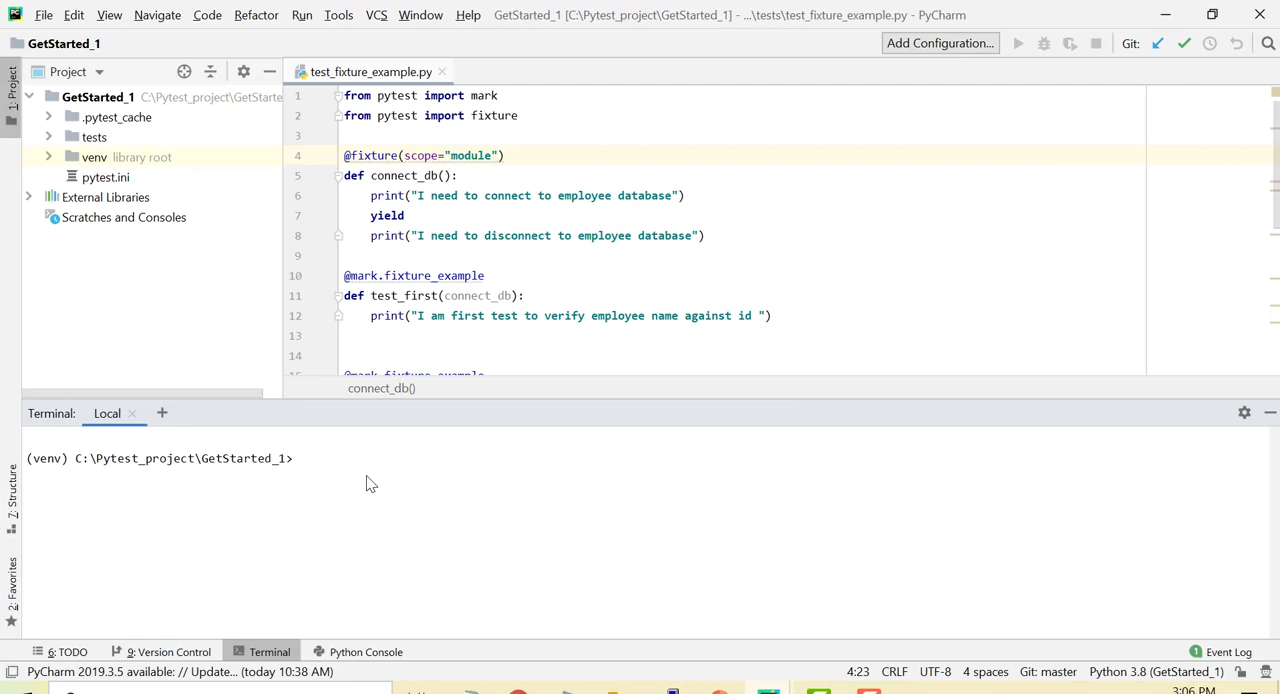 File Edit View Navigate Code Refactor Run Tools VCS Window Help GetStarted_1 [C:\Pytest_project\GetStarted_1] - ...\tests\test_fixture_example.py - PyCharm
GetStarted_1
Add Configuration...
Git:
1: Project
Project
test_fixture_example.py
GetStarted_1 C:\Pytest_project\GetStarte
.pytest_cache
tests
venv library root
pytest.ini
External Libraries
Scratches and Consoles
1 from pytest import mark
2 from pytest import fixture
3
4 @fixture(scope="module")
5 def connect_db():
6 print("I need to connect to employee database")
7 yield
8 print("I need to disconnect to employee database")
9
10 @mark.fixture_example
11 def test_first(connect_db):
12 print("I am first test to verify employee name against id ")
13
14
15 @mark.fixture_example
connect_db()
Terminal: Local
(venv) C:\Pytest_project\GetStarted_1>
7: Structure
2: Favorites
6: TODO 9: Version Control Terminal Python Console 1 Event Log
PyCharm 2019.3.5 available: // Update... (today 10:38 AM) 4:23 CRLF UTF-8 4 spaces Git: master Python 3.8 (GetStarted_1)
3:06 PM